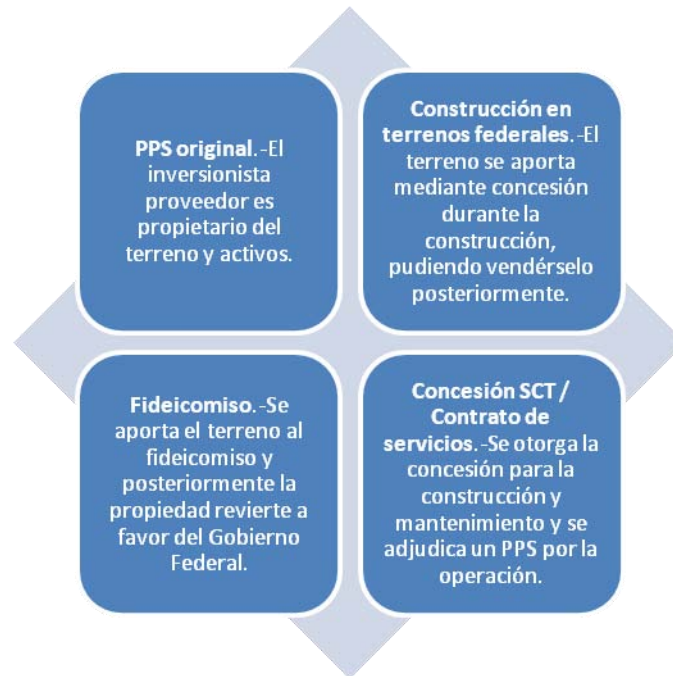 PPS original.-El
inversionista
proveedor es
propietario del
terreno y activos.
Construcción en
terrenos federales.-El
terreno se aporta
mediante concesión
durante la
construcción,
pudiendo vendérselo
posteriormente.
Fideicomiso.-Se
aporta el terreno al
fideicomiso y
posteriormente la
propiedad revierte a
favor del Gobierno
Federal.
Concesión SCT /
Contrato de
servicios.-Se otorga la
concesión para la
construcción y
mantenimiento y se
adjudica un PPS por la
operación.